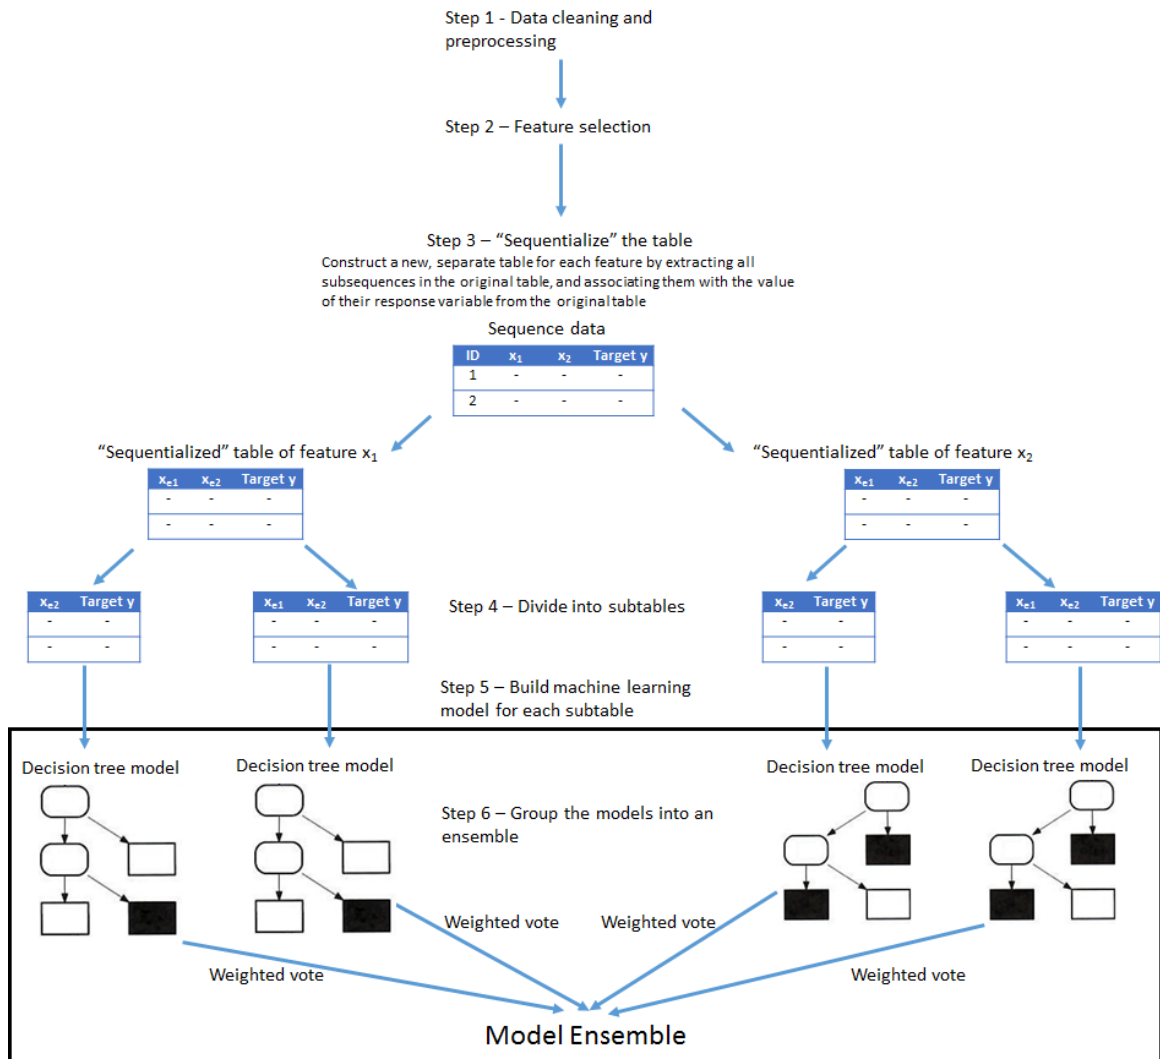 Step 1 - Data cleaning and
preprocessing
Step 2 – Feature selection
Step 3 – “Sequentialize” the table
Construct a new, separate table for each feature by extracting all
subsequences in the original table, and associating them with the value
of their response variable from the original table
Sequence data
ID x₁ x₂ Target y
1 - - -
2 - - -
“Sequentialized” table of feature x₁
xₑ₁ xₑ₂ Target y
- - -
- - -
“Sequentialized” table of feature x₂
xₑ₁ xₑ₂ Target y
- - -
- - -
xₑ₂ Target y
- -
- -
xₑ₁ xₑ₂ Target y
- - -
- - -
Step 4 – Divide into subtables
xₑ₂ Target y
- -
- -
xₑ₁ xₑ₂ Target y
- - -
- - -
Step 5 – Build machine learning
model for each subtable
Decision tree model
Decision tree model
Decision tree model
Decision tree model
Step 6 – Group the models into an
ensemble
Weighted vote
Weighted vote
Weighted vote
Weighted vote
Model Ensemble